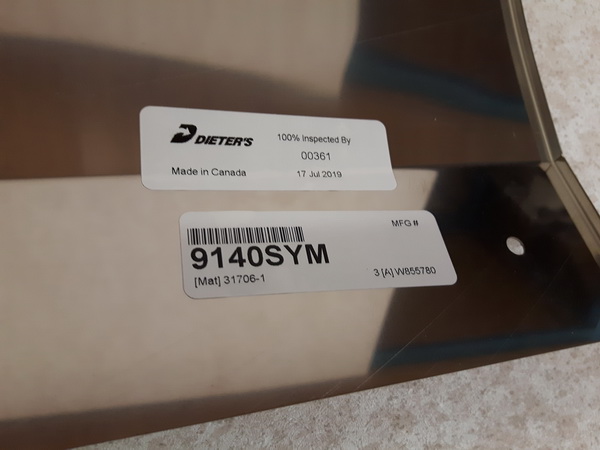 DIETER'S
100% Inspected By
00361
Made in Canada
17 Jul 2019
MFG #
9140SYM
[Mat] 31706-1
3 [A] W855780